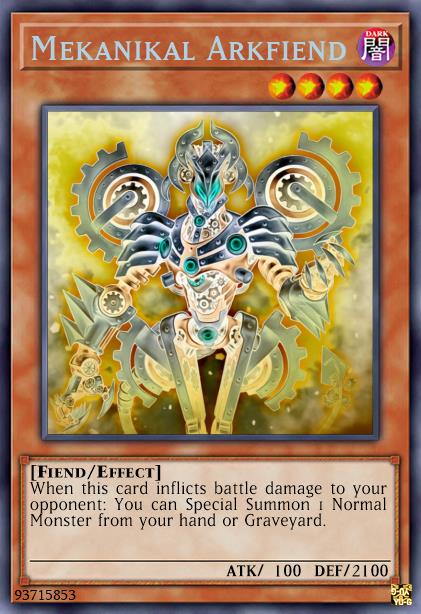 MEKANIKAL ARKFIEND
DARK
闇
[FIEND/EFFECT]
When this card inflicts battle damage to your
opponent: You can Special Summon 1 Normal
Monster from your hand or Graveyard.
ATK/ 100 DEF/2100
93715853